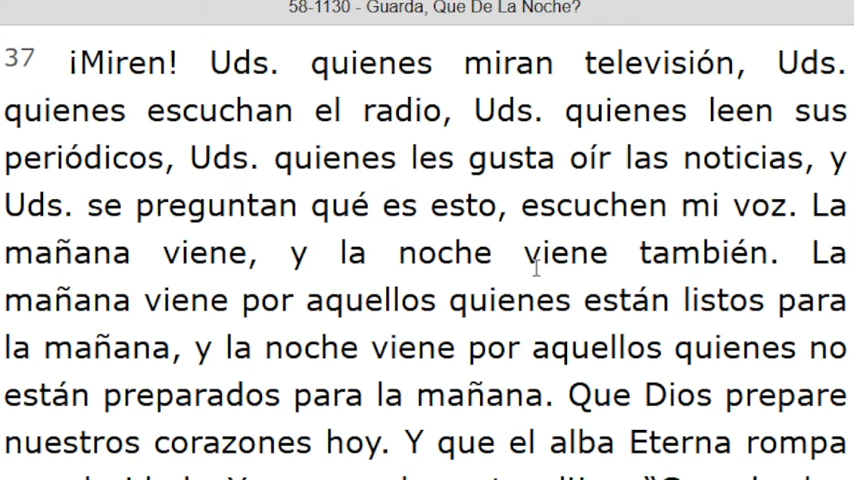 58-1130 - Guarda, Que De La Noche?
37 ¡Miren! Uds. quienes miran televisión, Uds.
quienes escuchan el radio, Uds. quienes leen sus
periódicos, Uds. quienes les gusta oír las noticias, y
Uds. se preguntan qué es esto, escuchen mi voz. La
mañana viene, y la noche viene también. La
mañana viene por aquellos quienes están listos para
la mañana, y la noche viene por aquellos quienes no
están preparados para la mañana. Que Dios prepare
nuestros corazones hoy. Y que el alba Eterna rompa